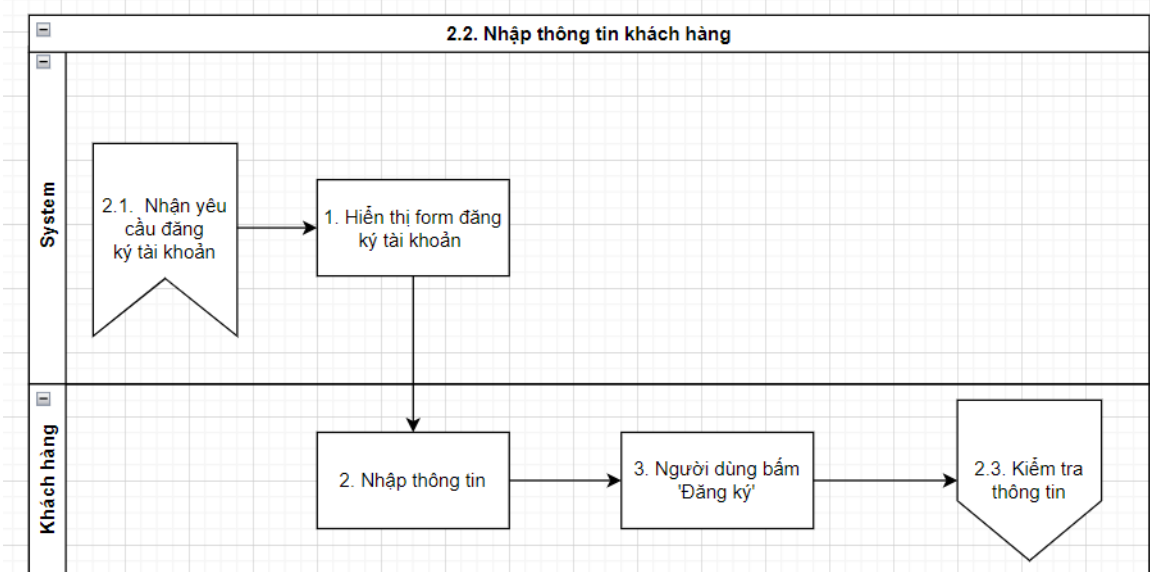 2.2. Nhập thông tin khách hàng
System
2.1. Nhận yêu
cầu đăng
ký tài khoản
1. Hiển thị form đăng
ký tài khoản
Khách hàng
2. Nhập thông tin
3. Người dùng bấm
'Đăng ký'
2.3. Kiểm tra
thông tin